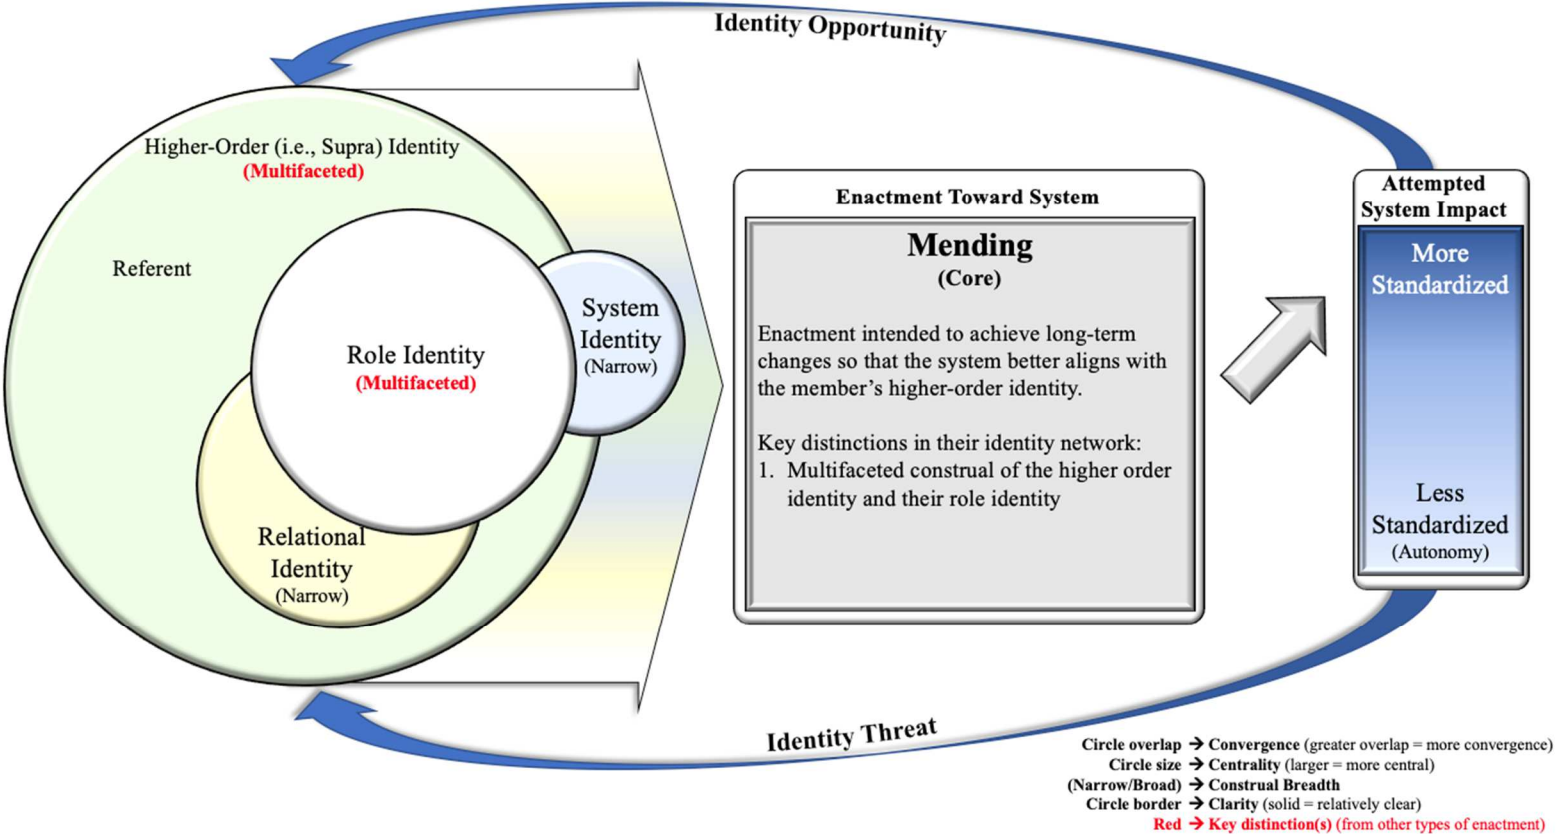 Identity Opportunity
Higher-Order (i.e., Supra) Identity
(Multifaceted)
Referent
Role Identity
(Multifaceted)
System
Identity
(Narrow)
Relational
Identity
(Narrow)
Enactment Toward System
Mending
(Core)
Enactment intended to achieve long-term
changes so that the system better aligns with
the member’s higher-order identity.
Key distinctions in their identity network:
1. Multifaceted construal of the higher order
identity and their role identity
Attempted
System Impact
More
Standardized
Less
Standardized
(Autonomy)
Identity Threat
Circle overlap → Convergence (greater overlap = more convergence)
Circle size → Centrality (larger = more central)
(Narrow/Broad) → Construal Breadth
Circle border → Clarity (solid = relatively clear)
Red → Key distinction(s) (from other types of enactment)